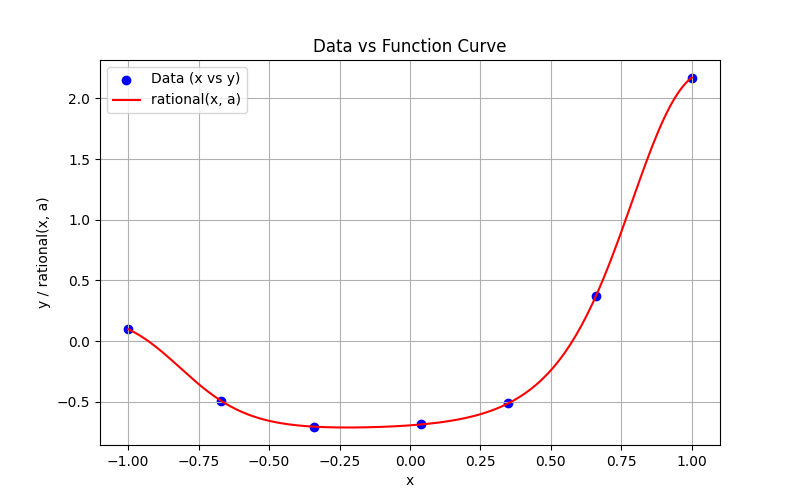 Data vs Function Curve
Data (x vs y)
rational(x, a)
y / rational(x, a)
2.0
1.5
1.0
0.5
0.0
−0.5
−1.00 −0.75 −0.50 −0.25 0.00 0.25 0.50 0.75 1.00
x